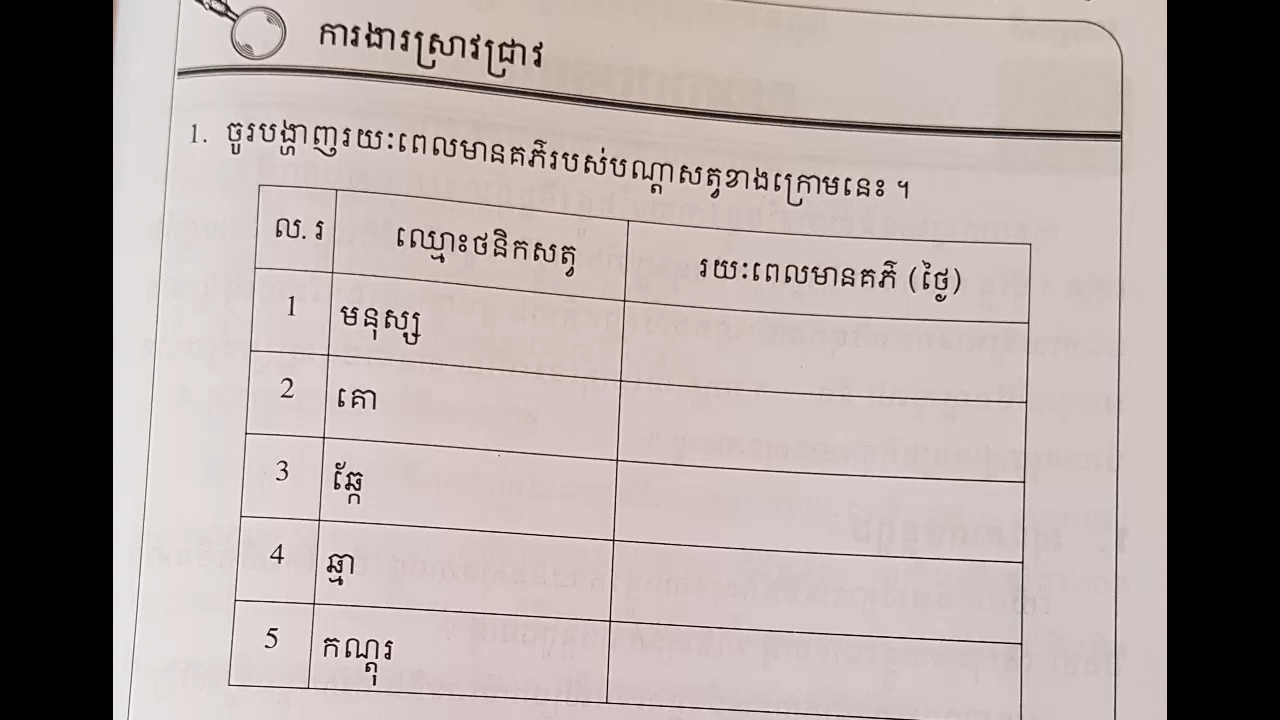 ការងារស្រាវជ្រាវ
1. ចូរបង្ហាញរយៈពេលមានគភ៌របស់បណ្ដាសត្វខាងក្រោមនេះ ។
ល.រ ឈ្មោះថនិកសត្វ រយៈពេលមានគភ៌ (ថ្ងៃ)
1 មនុស្ស
2 គោ
3 ឆ្កែ
4 ឆ្មា
5 កណ្ដុរ